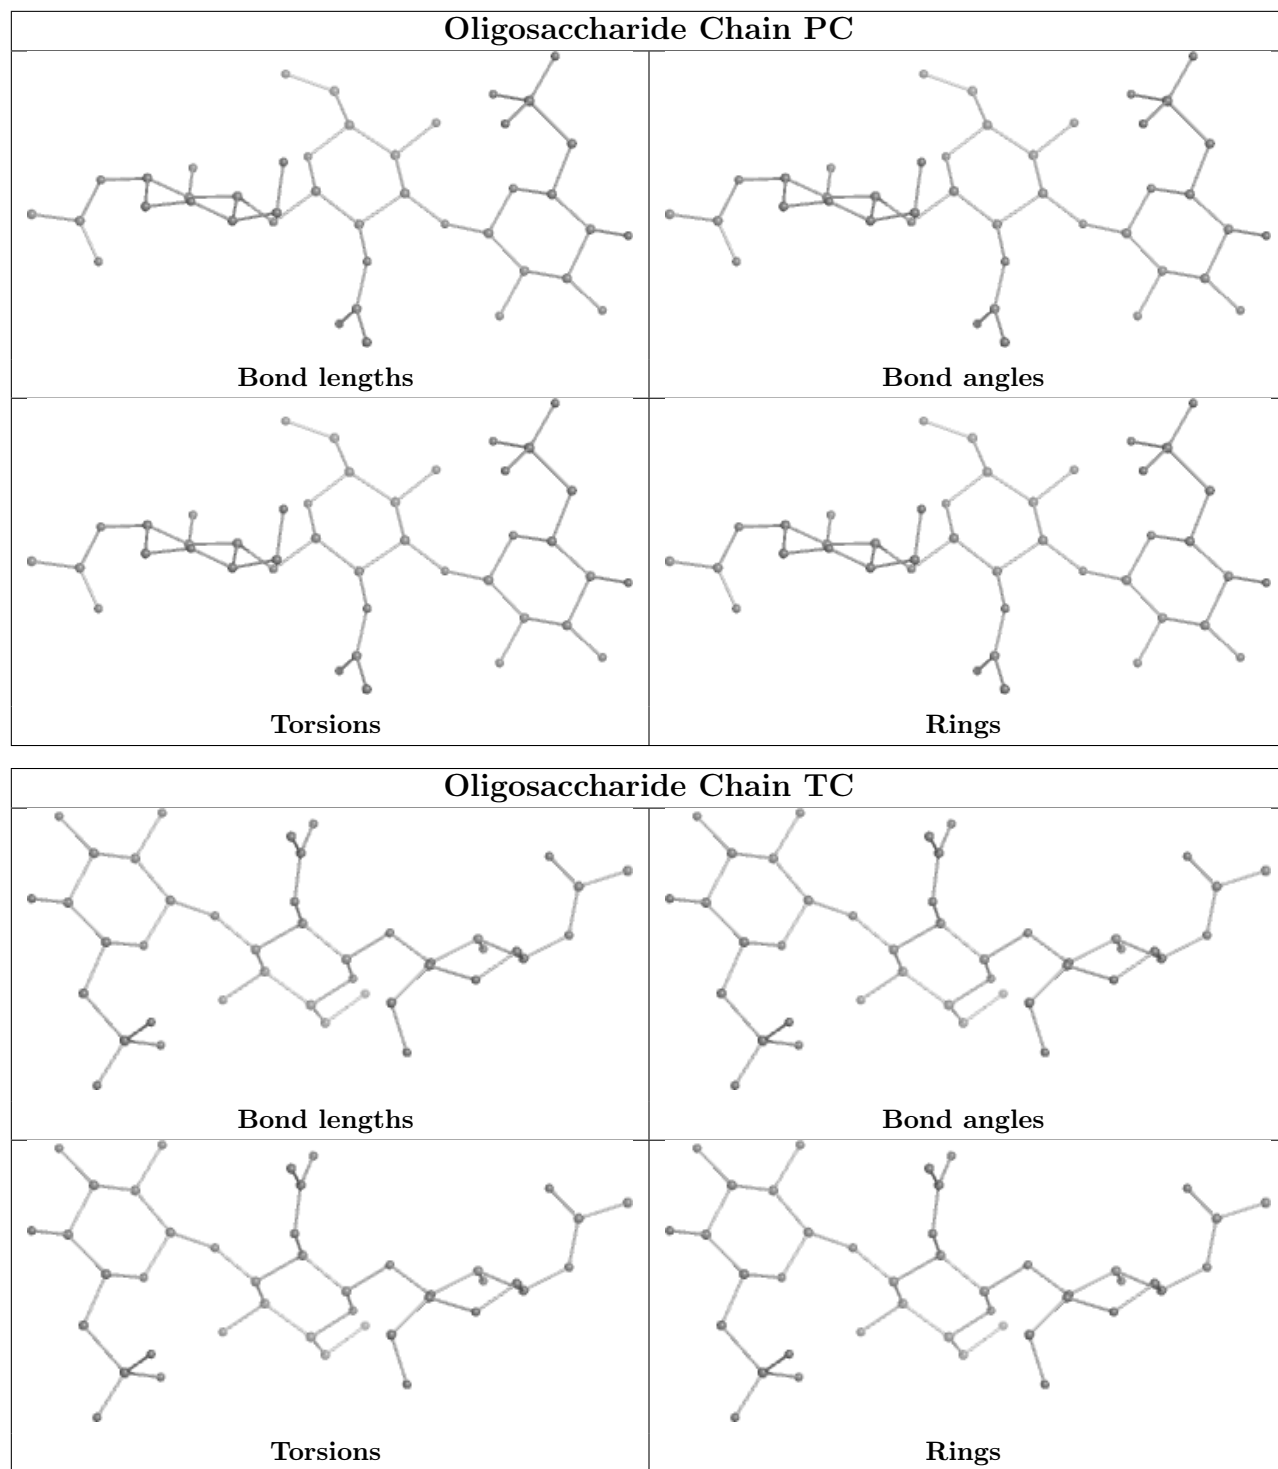 Oligosaccharide Chain PC
Bond lengths
Bond angles
Torsions
Rings
Oligosaccharide Chain TC
Bond lengths
Bond angles
Torsions
Rings